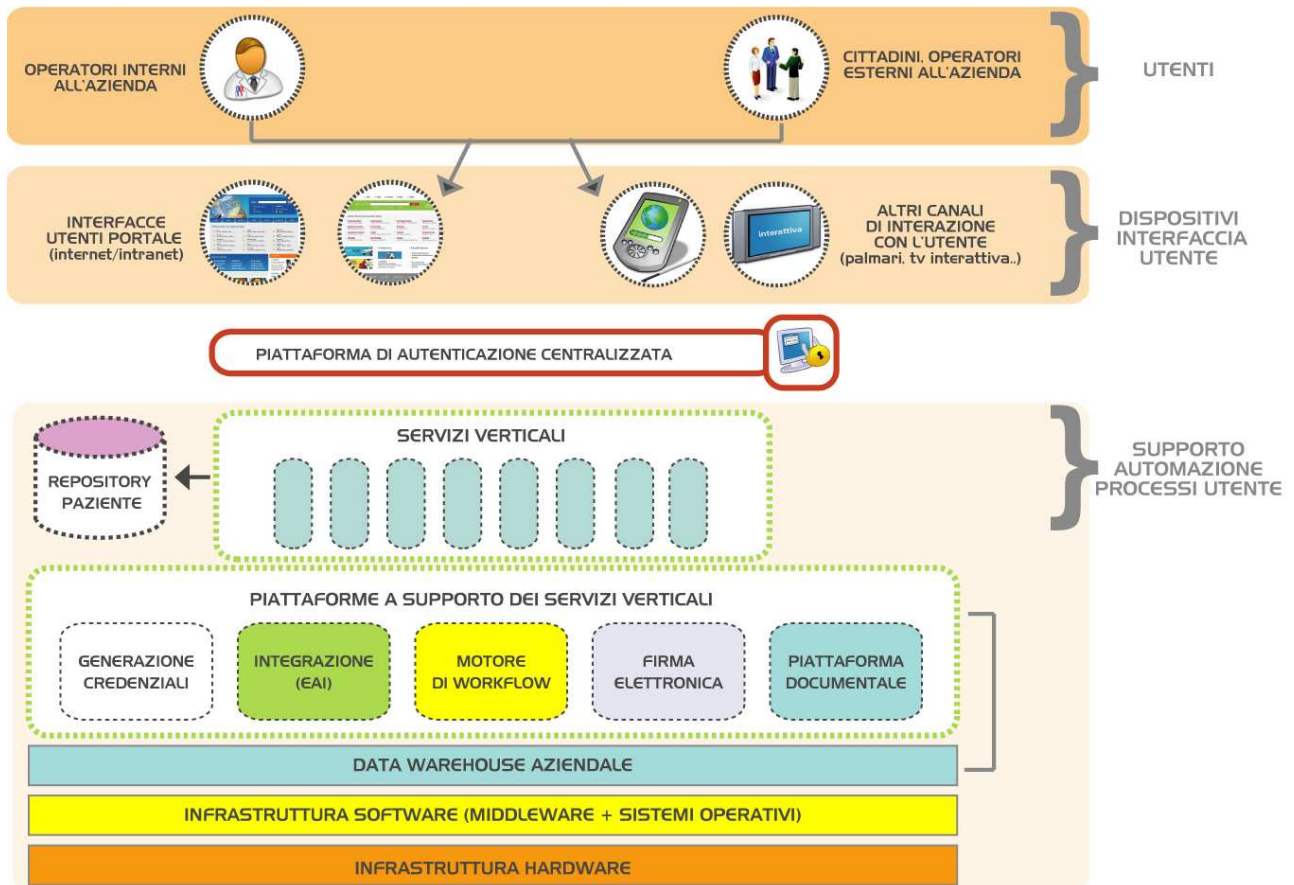 OPERATORI INTERNI
ALL'AZIENDA
CITTADINI, OPERATORI
ESTERNI ALL'AZIENDA
UTENTI
INTERFACCE
UTENTI PORTALE
(internet/intranet)
interattiva
ALTRI CANALI
DI INTERAZIONE
CON L'UTENTE
(palmari, tv interattiva..)
DISPOSITIVI
INTERFACCIA
UTENTE
PIATTAFORMA DI AUTENTICAZIONE CENTRALIZZATA
REPOSITORY
PAZIENTE
SERVIZI VERTICALI
SUPPORTO
AUTOMAZIONE
PROCESSI UTENTE
PIATTAFORME A SUPPORTO DEI SERVIZI VERTICALI
GENERAZIONE
CREDENZIALI
INTEGRAZIONE
(EAI)
MOTORE
DI WORKFLOW
FIRMA
ELETTRONICA
PIATTAFORMA
DOCUMENTALE
DATA WAREHOUSE AZIENDALE
INFRASTRUTTURA SOFTWARE (MIDDLEWARE + SISTEMI OPERATIVI)
INFRASTRUTTURA HARDWARE